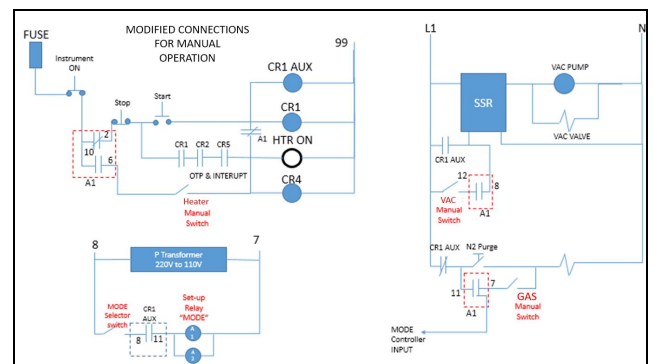 MODIFIED CONNECTIONS
FOR MANUAL
OPERATION
FUSE
Instrument
ON
99
CR1 AUX
Stop
Start
CR1
2
10
A1
HTR ON
6
CR1 CR2 CR5
A1
OTP & INTERUPT
CR4
Heater
Manual
Switch
8
7
P Transformer
220V to 110V
MODE
Selector
switch
CR1
AUX
Set-up
Relay
"MODE"
8
11
A
1
A
2
L1
N
SSR
VAC PUMP
VAC VALVE
CR1 AUX
12
8
VAC
Manual
Switch
A1
CR1 AUX
N2 Purge
11
7
A1
GAS
Manual
Switch
MODE
Controller
INPUT